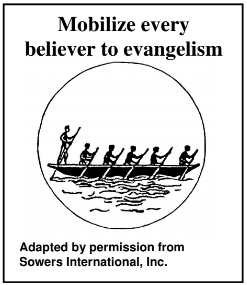 Mobilize every
believer to evangelism
Adapted by permission from
Sowers International, Inc.